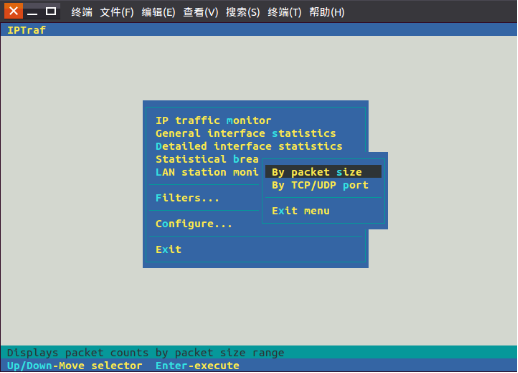 终端 文件(F) 编辑(E) 查看(V) 搜索(S) 终端(T) 帮助(H)
IPTraf
IP traffic monitor
General interface statistics
Detailed interface statistics
Statistical brea
LAN station moni
By packet size
By TCP/UDP port
Exit menu
Filters...
Configure...
Exit
Displays packet counts by packet size range
Up/Down-Move selector Enter-execute